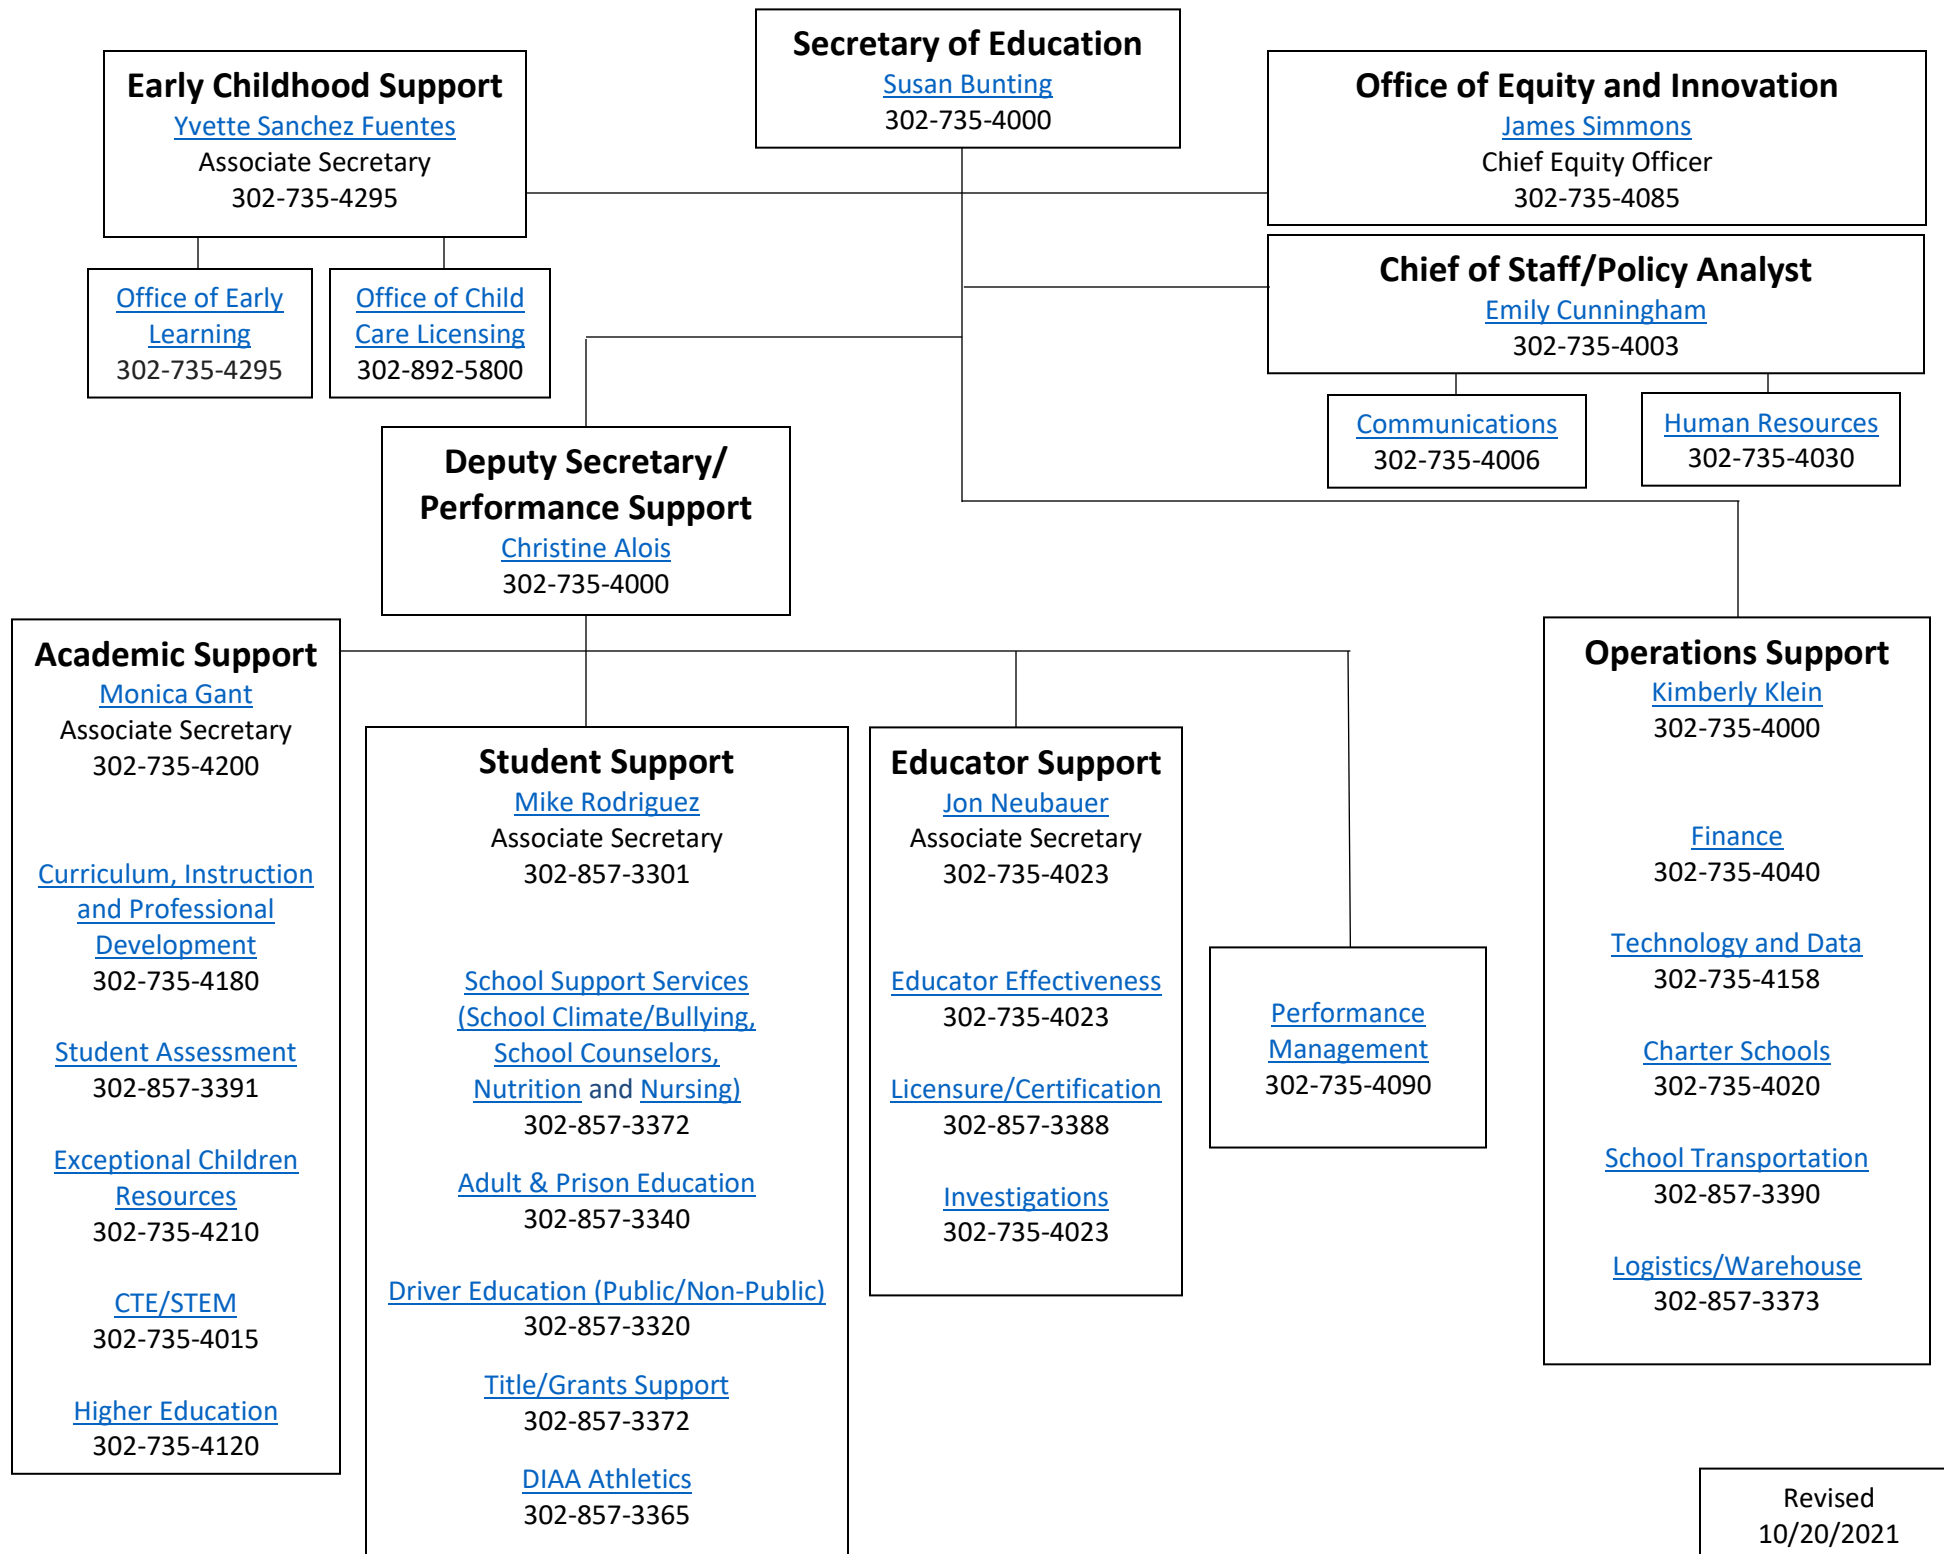 Secretary of Education
Susan Bunting
302-735-4000
Early Childhood Support
Yvette Sanchez Fuentes
Associate Secretary
302-735-4295
Office of Equity and Innovation
James Simmons
Chief Equity Officer
302-735-4085
Office of Early
Learning
302-735-4295
Office of Child
Care Licensing
302-892-5800
Chief of Staff/Policy Analyst
Emily Cunningham
302-735-4003
Communications
302-735-4006
Human Resources
302-735-4030
Deputy Secretary/
Performance Support
Christine Alois
302-735-4000
Academic Support
Monica Gant
Associate Secretary
302-735-4200
Curriculum, Instruction
and Professional
Development
302-735-4180
Student Assessment
302-857-3391
Exceptional Children
Resources
302-735-4210
CTE/STEM
302-735-4015
Higher Education
302-735-4120
Student Support
Mike Rodriguez
Associate Secretary
302-857-3301
School Support Services
(School Climate/Bullying,
School Counselors,
Nutrition and Nursing)
302-857-3372
Adult & Prison Education
302-857-3340
Driver Education (Public/Non-Public)
302-857-3320
Title/Grants Support
302-857-3372
DIAA Athletics
302-857-3365
Educator Support
Jon Neubauer
Associate Secretary
302-735-4023
Educator Effectiveness
302-735-4023
Licensure/Certification
302-857-3388
Investigations
302-735-4023
Performance
Management
302-735-4090
Operations Support
Kimberly Klein
302-735-4000
Finance
302-735-4040
Technology and Data
302-735-4158
Charter Schools
302-735-4020
School Transportation
302-857-3390
Logistics/Warehouse
302-857-3373
Revised
10/20/2021